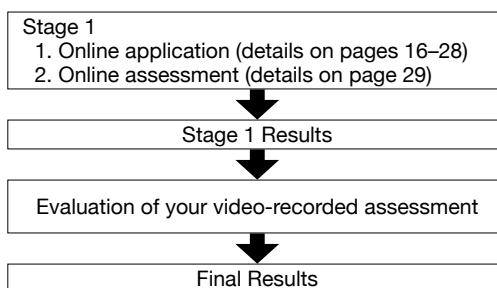 Stage 1
1. Online application (details on pages 16–28)
2. Online assessment (details on page 29)
Stage 1 Results
Evaluation of your video-recorded assessment
Final Results